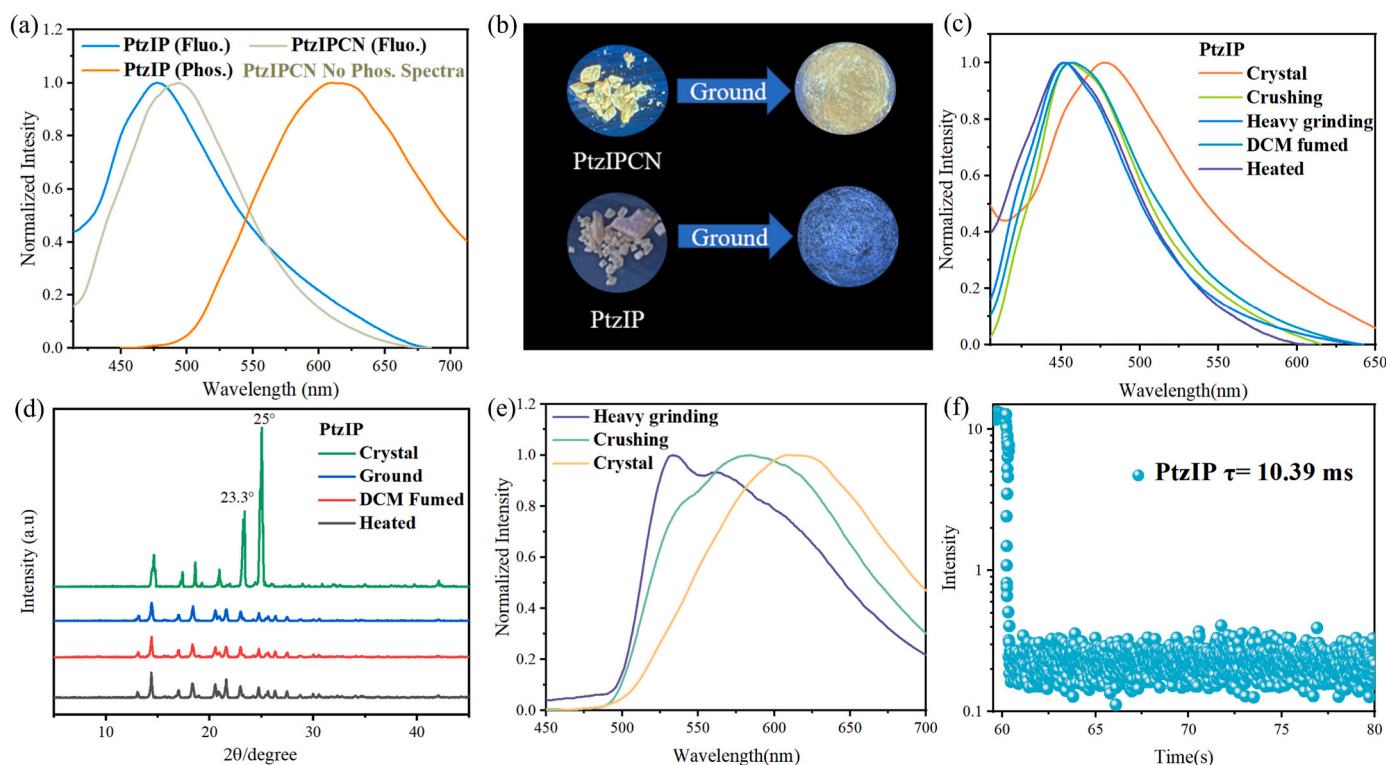 (a)
1.2
1.0
0.8
0.6
0.4
0.2
0.0
Normalized Intesity
PtzIP (Fluo.)
PtzIPCN (Fluo.)
PtzIP (Phos.)
PtzIPCN No Phos. Spectra
450 500 550 600 650 700
Wavelength (nm)
(b)
Ground
PtzIPCN
Ground
PtzIP
(c)
1.0
0.8
0.6
0.4
0.2
0.0
Normalized Intensity
PtzIP
Crystal
Crushing
Heavy grinding
DCM fumed
Heated
450 500 550 600 650
Wavelength(nm)
(d)
Intensity (a.u)
PtzIP
Crystal
Ground
DCM Fumed
Heated
23.3°
25°
10 20 30 40
2θ/degree
(e)
1.2
1.0
0.8
0.6
0.4
0.2
0.0
Normalized Intensity
Heavy grinding
Crushing
Crystal
450 500 550 600 650 700
Wavelength(nm)
(f)
10
1
0.1
Intensity
PtzIP τ= 10.39 ms
60 65 70 75 80
Time(s)